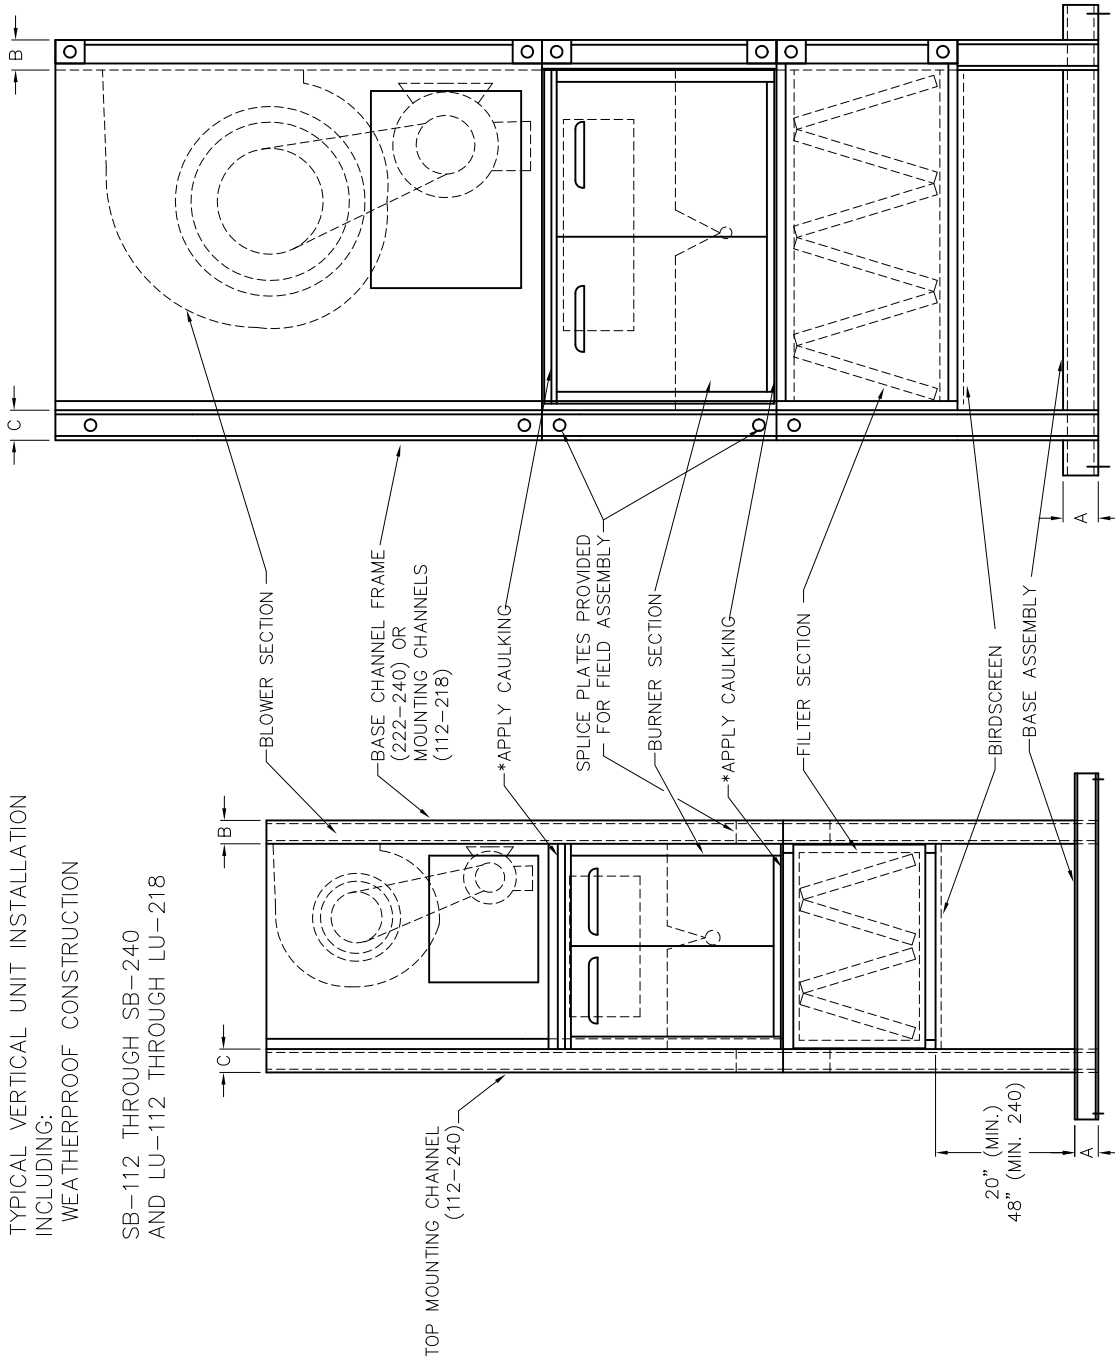 TYPICAL VERTICAL UNIT INSTALLATION
INCLUDING:
WEATHERPROOF CONSTRUCTION
SB-112 THROUGH SB-240
AND LU-112 THROUGH LU-218
B
C
BLOWER SECTION
BASE CHANNEL FRAME
(222-240) OR
MOUNTING CHANNELS
(112-218)
*APPLY CAULKING
SPLICE PLATES PROVIDED
FOR FIELD ASSEMBLY
BURNER SECTION
*APPLY CAULKING
FILTER SECTION
BIRDSCREEN
BASE ASSEMBLY
A
B
C
TOP MOUNTING CHANNEL
(112-240)
20" (MIN.)
48" (MIN. 240)
A